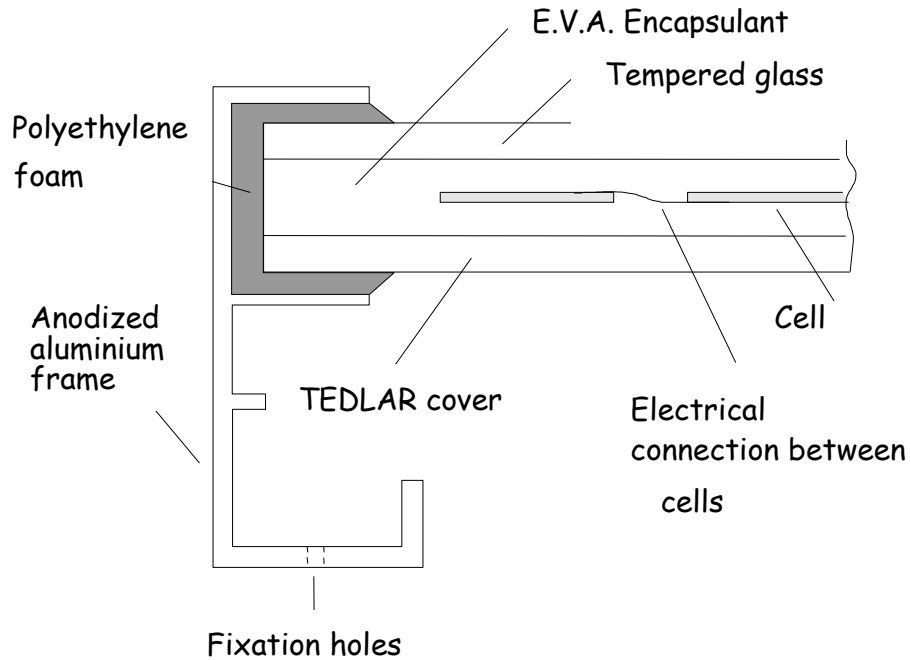 E.V.A. Encapsulant
Tempered glass
Polyethylene
foam
Anodized
aluminium
frame
Cell
TEDLAR cover
Electrical
connection between
cells
Fixation holes